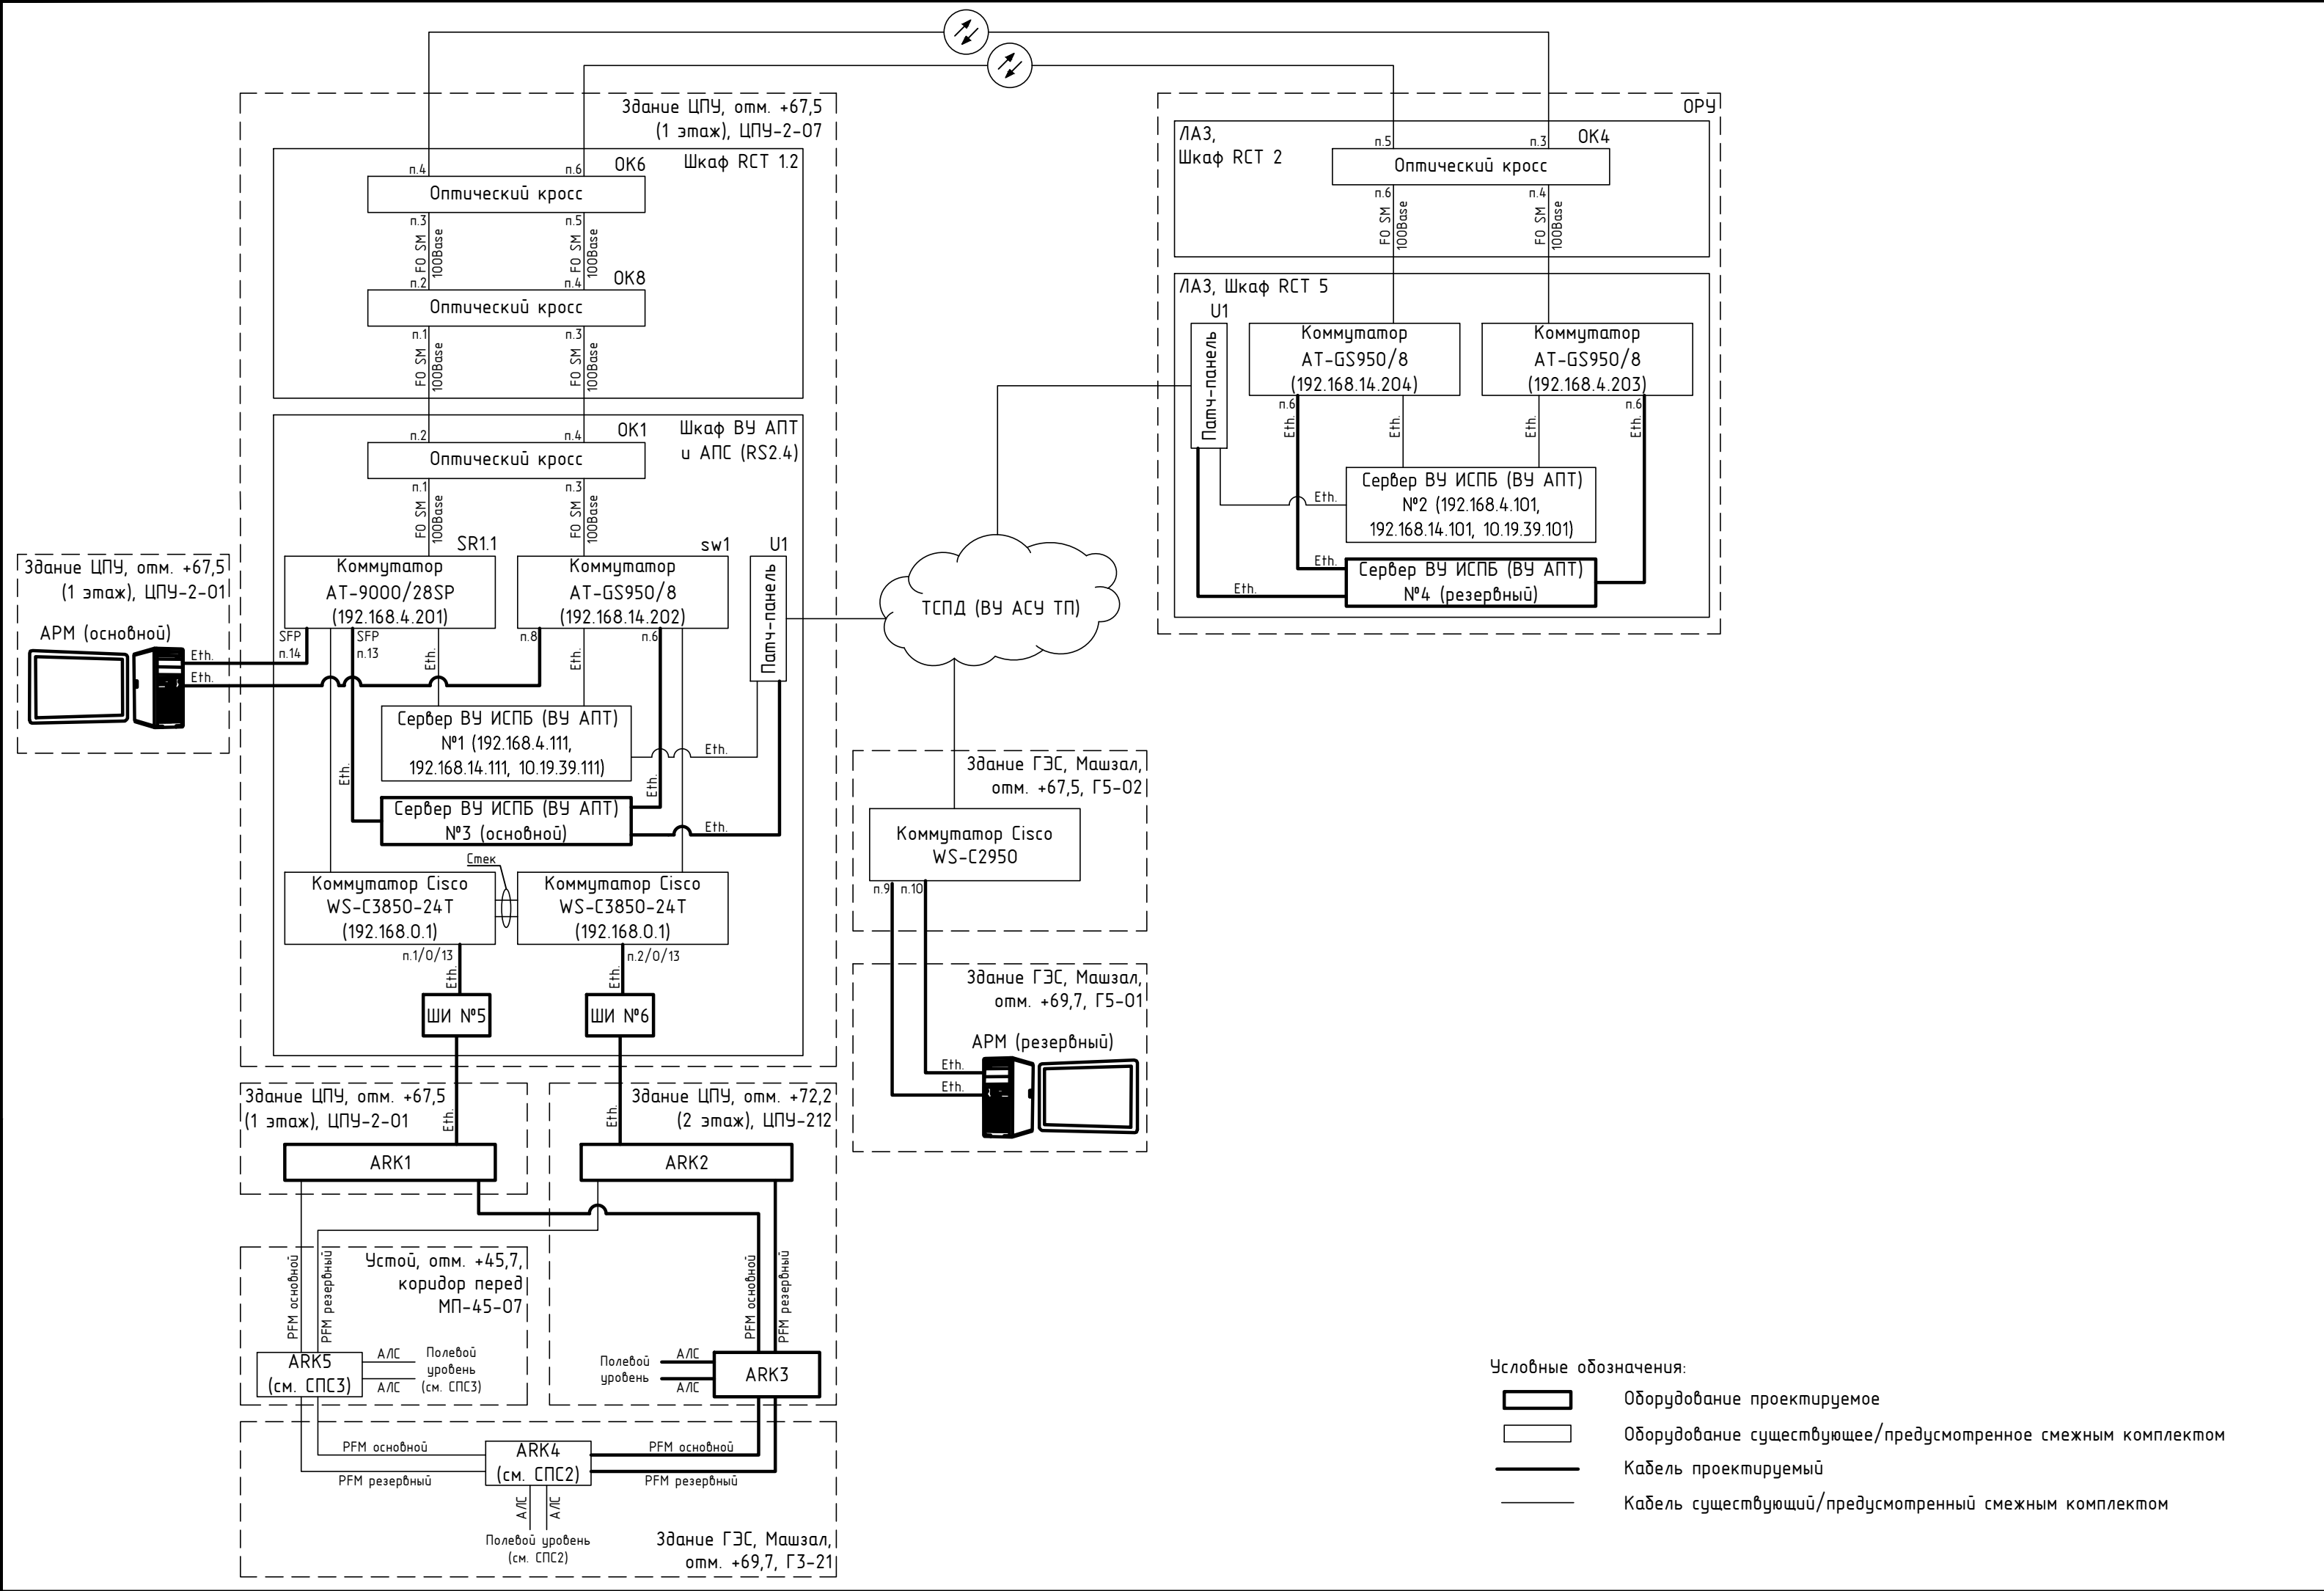 Здание ЦПУ, отм. +67,5
(1 этаж), ЦПУ-2-07
Шкаф RCT 1.2
ОК6
п.4
п.6
Оптический кросс
п.3
п.5
FO SM
100Base
FO SM
100Base
ОК8
п.2
п.4
Оптический кросс
п.1
п.3
FO SM
100Base
FO SM
100Base
Шкаф ВУ АПТ
и АПС (RS2.4)
ОК1
п.2
п.4
Оптический кросс
п.1
п.3
FO SM
100Base
FO SM
100Base
SR1.1
Коммутатор
AT-9000/28SP
(192.168.4.201)
sw1
Коммутатор
AT-GS950/8
(192.168.14.202)
U1
Патч-панель
SFP
п.14
SFP
п.13
Eth.
п.8
Eth.
п.6
Здание ЦПУ, отм. +67,5
(1 этаж), ЦПУ-2-01
АРМ (основной)
Eth.
Eth.
Сервер ВУ ИСПБ (ВУ АПТ)
№1 (192.168.4.111,
192.168.14.111, 10.19.39.111)
Eth.
Eth.
Eth.
Сервер ВУ ИСПБ (ВУ АПТ)
№3 (основной)
Eth.
Стек
Коммутатор Cisco
WS-C3850-24T
(192.168.0.1)
Коммутатор Cisco
WS-C3850-24T
(192.168.0.1)
п.1/0/13
Eth.
п.2/0/13
Eth.
ШИ №5
ШИ №6
Здание ЦПУ, отм. +67,5
(1 этаж), ЦПУ-2-01
Eth.
ARK1
Здание ЦПУ, отм. +72,2
(2 этаж), ЦПУ-212
Eth.
ARK2
Устой, отм. +45,7,
коридор перед
МП-45-07
PFM основной
PFM резервный
PFM основной
PFM резервный
ARK5
(см. СПС3)
АЛС
АЛС
Полевой
уровень
(см. СПС3)
Полевой
уровень
АЛС
АЛС
ARK3
PFM основной
PFM резервный
ARK4
(см. СПС2)
PFM основной
PFM резервный
АЛС
АЛС
Полевой уровень
(см. СПС2)
Здание ГЭС, Машзал,
отм. +69,7, Г3-21
ТСПД (ВУ АСУ ТП)
Здание ГЭС, Машзал,
отм. +67,5, Г5-02
Коммутатор Cisco
WS-C2950
п.9
п.10
Здание ГЭС, Машзал,
отм. +69,7, Г5-01
АРМ (резервный)
Eth.
Eth.
ОРУ
ЛАЗ,
Шкаф RCT 2
ОК4
п.5
п.3
Оптический кросс
п.6
п.4
FO SM
100Base
FO SM
100Base
ЛАЗ, Шкаф RCT 5
U1
Патч-панель
Коммутатор
AT-GS950/8
(192.168.14.204)
Коммутатор
AT-GS950/8
(192.168.4.203)
п.6
Eth.
Eth.
Eth.
п.6
Eth.
Сервер ВУ ИСПБ (ВУ АПТ)
№2 (192.168.4.101,
192.168.14.101, 10.19.39.101)
Eth.
Eth.
Eth.
Сервер ВУ ИСПБ (ВУ АПТ)
№4 (резервный)
Условные обозначения:
Оборудование проектируемое
Оборудование существующее/предусмотренное смежным комплектом
Кабель проектируемый
Кабель существующий/предусмотренный смежным комплектом